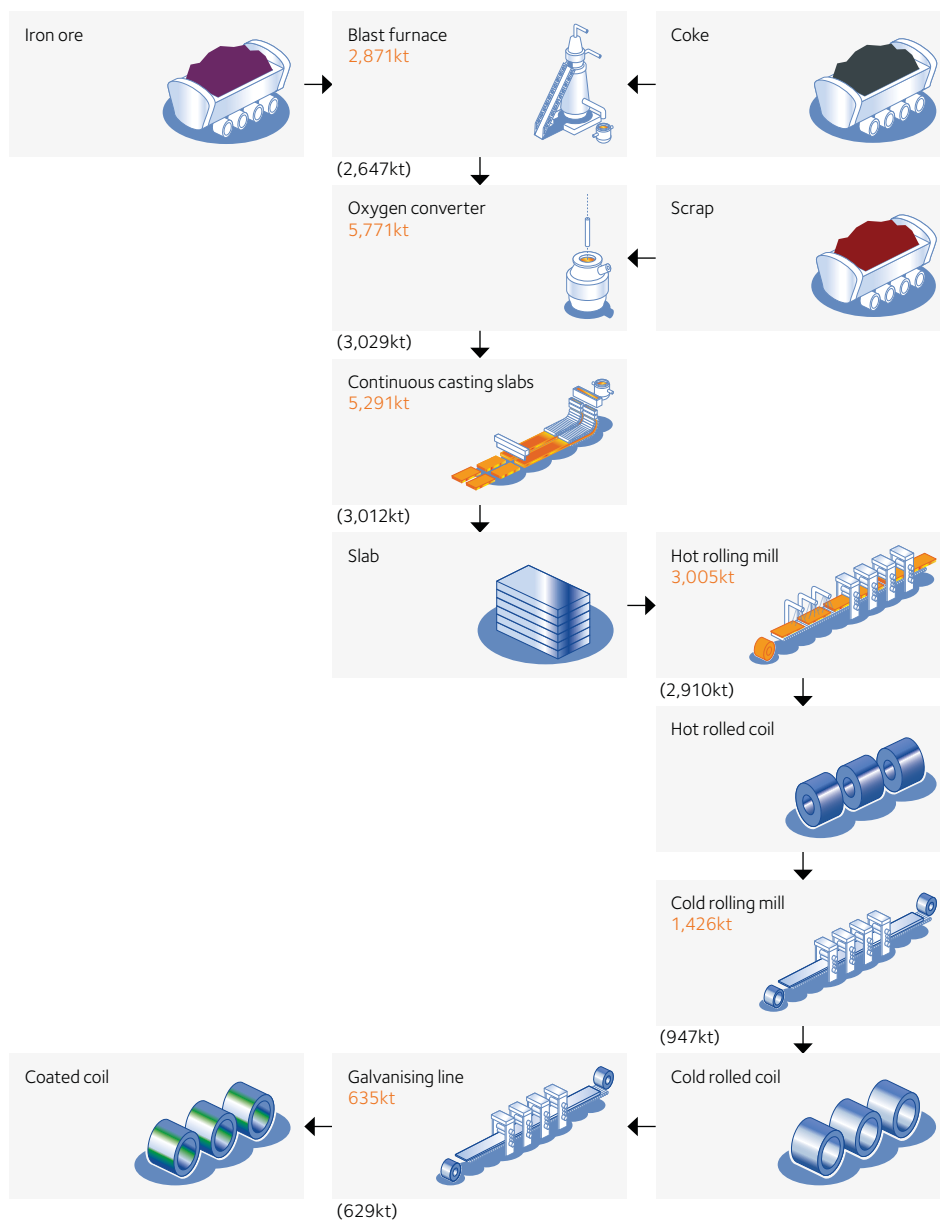 Iron ore
Blast furnace
2,871kt
Coke
(2,647kt)
Oxygen converter
5,771kt
Scrap
(3,029kt)
Continuous casting slabs
5,291kt
(3,012kt)
Slab
Hot rolling mill
3,005kt
(2,910kt)
Hot rolled coil
Cold rolling mill
1,426kt
(947kt)
Coated coil
Galvanising line
635kt
Cold rolled coil
(629kt)